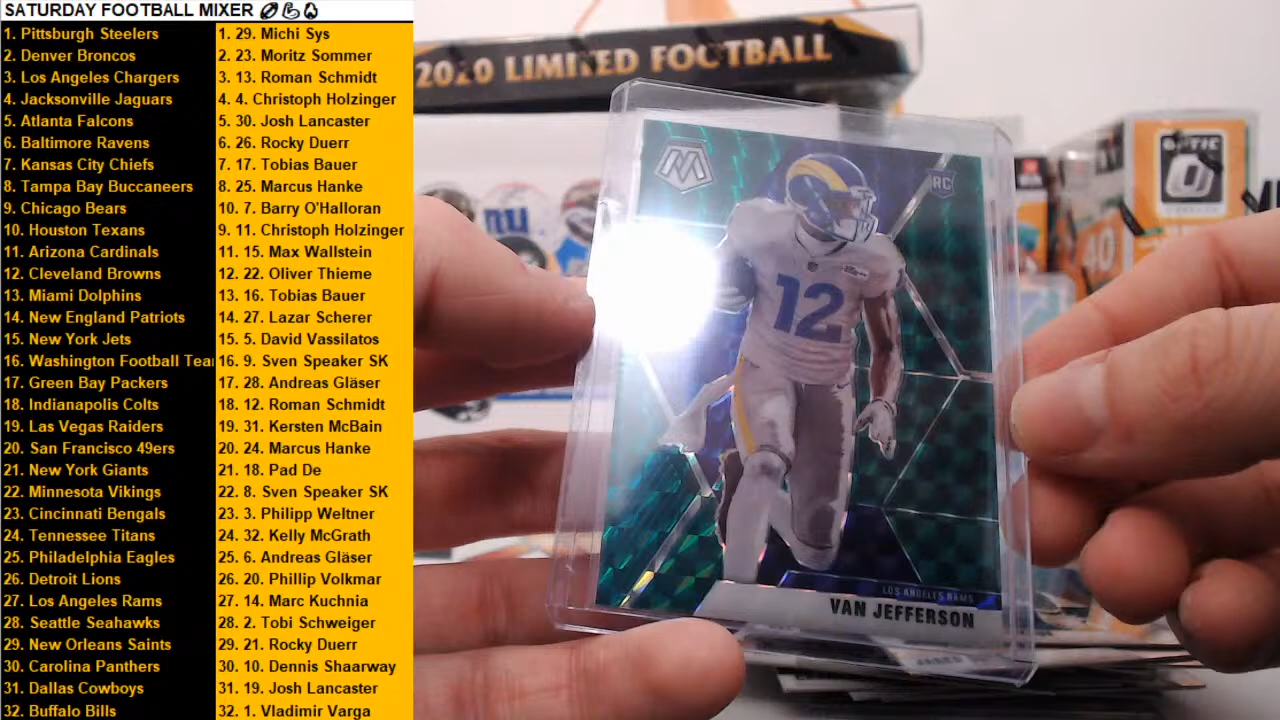 SATURDAY FOOTBALL MIXER
1. Pittsburgh Steelers
2. Denver Broncos
3. Los Angeles Chargers
4. Jacksonville Jaguars
5. Atlanta Falcons
6. Baltimore Ravens
7. Kansas City Chiefs
8. Tampa Bay Buccaneers
9. Chicago Bears
10. Houston Texans
11. Arizona Cardinals
12. Cleveland Browns
13. Miami Dolphins
14. New England Patriots
15. New York Jets
16. Washington Football Tear
17. Green Bay Packers
18. Indianapolis Colts
19. Las Vegas Raiders
20. San Francisco 49ers
21. New York Giants
22. Minnesota Vikings
23. Cincinnati Bengals
24. Tennessee Titans
25. Philadelphia Eagles
26. Detroit Lions
27. Los Angeles Rams
28. Seattle Seahawks
29. New Orleans Saints
30. Carolina Panthers
31. Dallas Cowboys
32. Buffalo Bills
1. 29. Michi Sys
2. 23. Moritz Sommer
3. 13. Roman Schmidt
4. 4. Christoph Holzinger
5. 30. Josh Lancaster
6. 26. Rocky Duerr
7. 17. Tobias Bauer
8. 25. Marcus Hanke
10. 7. Barry O'Halloran
9. 11. Christoph Holzinger
11. 15. Max Wallstein
12. 22. Oliver Thieme
13. 16. Tobias Bauer
14. 27. Lazar Scherer
15. 5. David Vassilatos
16. 9. Sven Speaker SK
17. 28. Andreas Gläser
18. 12. Roman Schmidt
19. 31. Kersten McBain
20. 24. Marcus Hanke
21. 18. Pad De
22. 8. Sven Speaker SK
23. 3. Philipp Weltner
24. 32. Kelly McGrath
25. 6. Andreas Gläser
26. 20. Phillip Volkmar
27. 14. Marc Kuchnia
28. 2. Tobi Schweiger
29. 21. Rocky Duerr
30. 10. Dennis Shaarway
31. 19. Josh Lancaster
32. 1. Vladimir Varga
2020 LIMITED FOOTBALL
OPTIC
40
M
RC
12
LOS ANGELES RAMS
VAN JEFFERSON